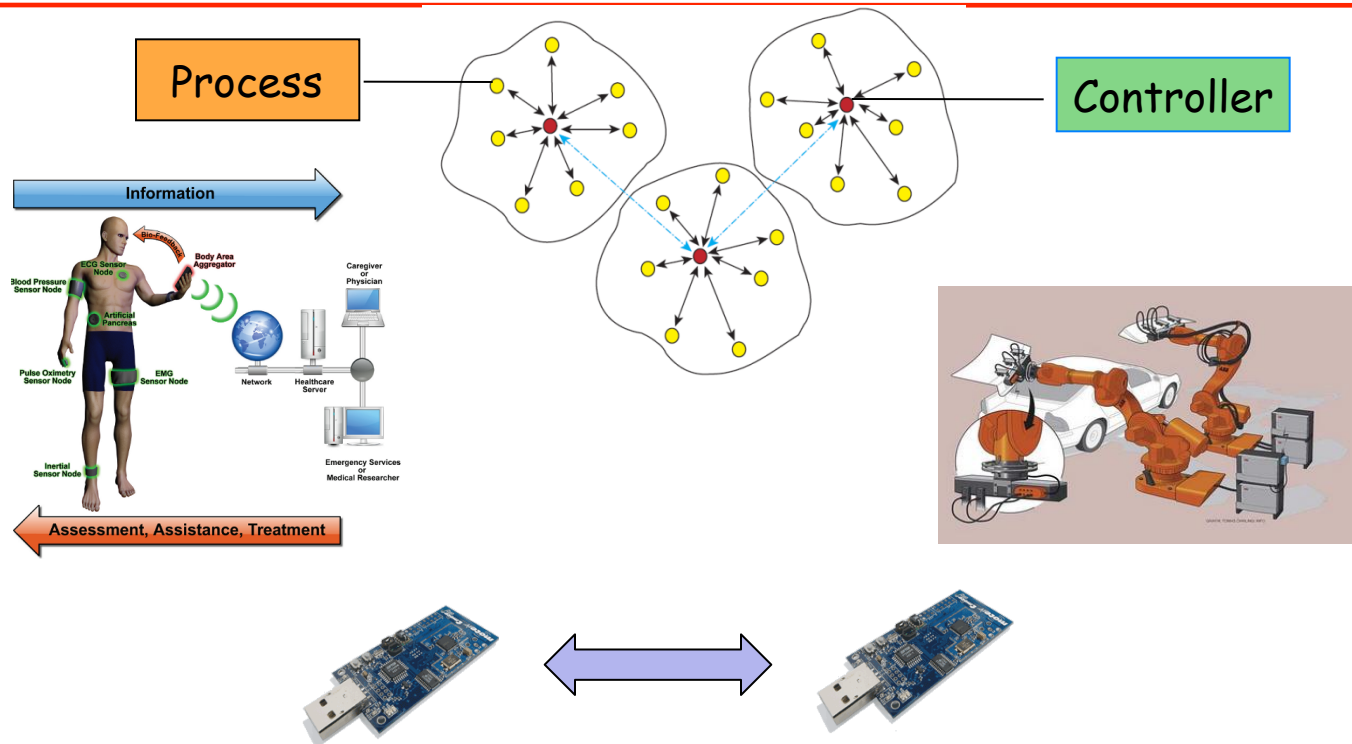 Process
Controller
Information
Bio-Feedback
ECG Sensor
Node
Body Area
Aggregator
Blood Pressure
Sensor Node
Artificial
Pancreas
Pulse Oximetry
Sensor Node
EMG
Sensor Node
Inertial
Sensor Node
Caregiver
or
Physician
Network
Healthcare
Server
Emergency Services
or
Medical Researcher
Assessment, Assistance, Treatment
ABB